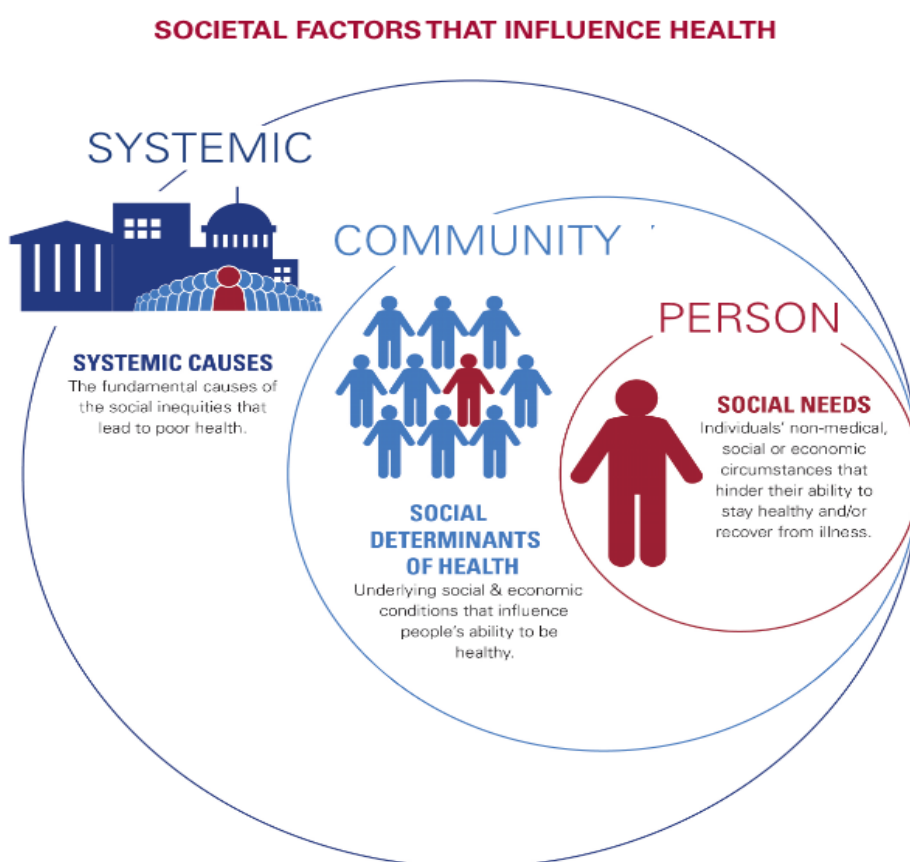 SOCIETAL FACTORS THAT INFLUENCE HEALTH
SYSTEMIC
SYSTEMIC CAUSES
The fundamental causes of
the social inequities that
lead to poor health.
COMMUNITY
SOCIAL
DETERMINANTS
OF HEALTH
Underlying social & economic
conditions that influence
people's ability to be
healthy.
PERSON
SOCIAL NEEDS
Individuals' non-medical,
social or economic
circumstances that
hinder their ability to
stay healthy and/or
recover from illness.